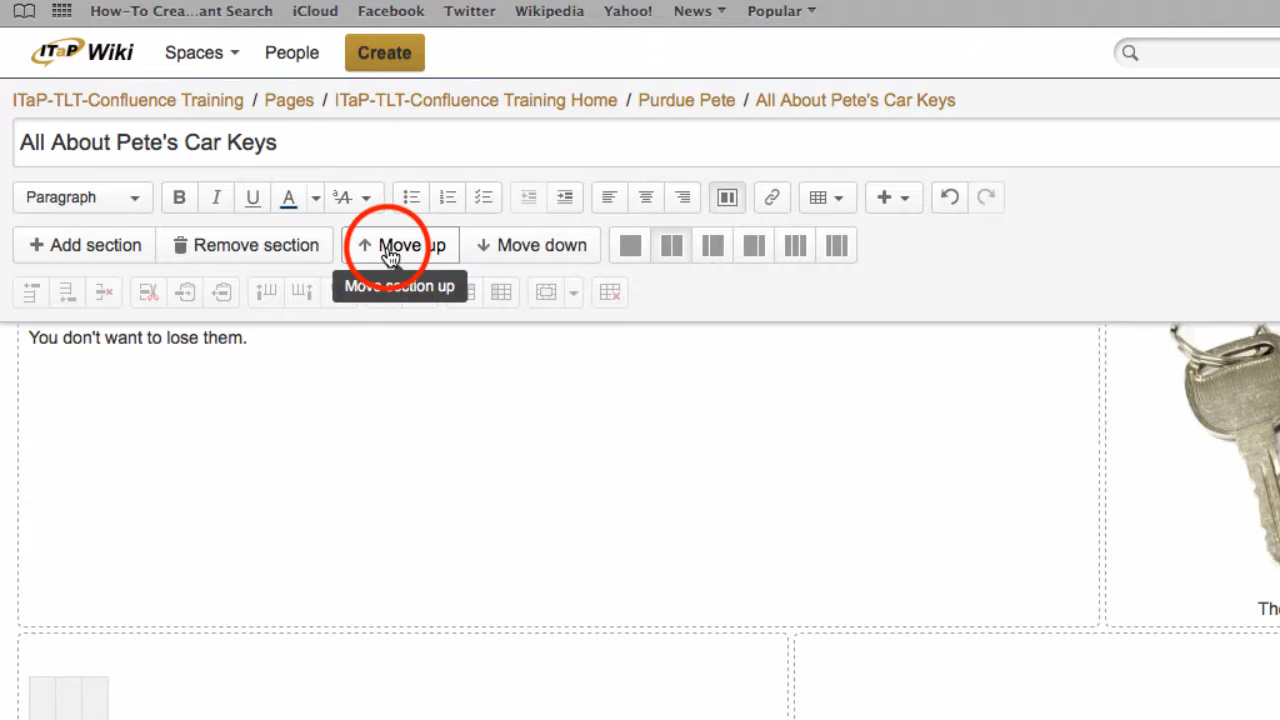 How–To Crea...ant Search iCloud Facebook Twitter Wikipedia Yahoo! News Popular
ITaP Wiki Spaces People Create
ITaP-TLT-Confluence Training / Pages / ITaP-TLT-Confluence Training Home / Purdue Pete / All About Pete's Car Keys
All About Pete's Car Keys
Paragraph B I U A ªA
+ Add section Remove section Move up Move down
Move section up
You don't want to lose them.